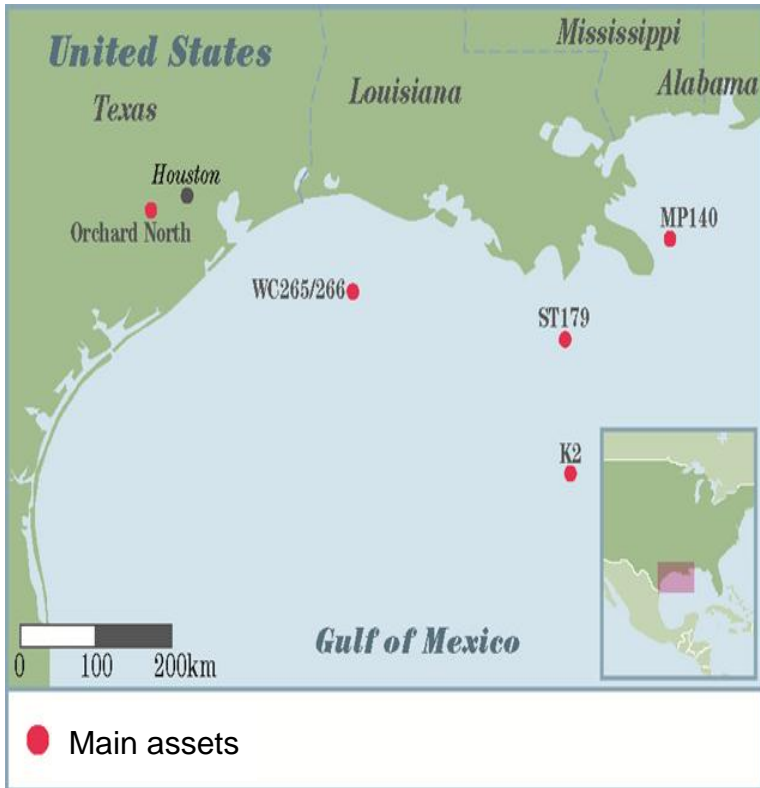 United States
Mississippi
Texas
Louisiana
Alabama
Houston
Orchard North
MP140
WC265/266
ST179
K2
Gulf of Mexico
0 100 200km
Main assets